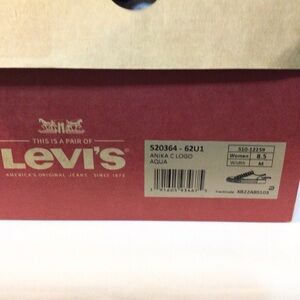 THIS IS A PAIR OF
Levi's
AMERICA'S ORIGINAL JEANS SINCE 1873
520364 - 62U1
ANIKA C LOGO
AQUA
Women 8.5
Width M